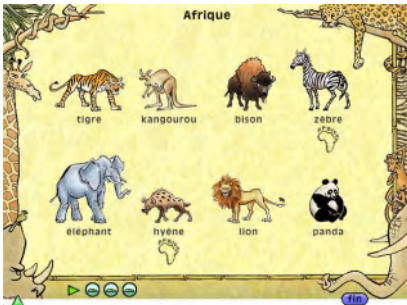 Afrique
tigre kangourou bison zèbre
éléphant hyène lion panda
fin